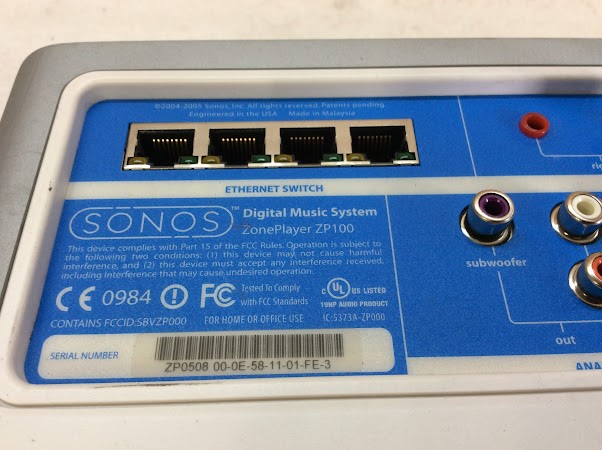 ©2004-2005 Sonos, Inc. All rights reserved. Patents pending.
Engineered in the USA Made in Malaysia
ETHERNET SWITCH
SONOS™ Digital Music System
ZonePlayer ZP100
This device complies with Part 15 of the FCC Rules. Operation is subject to
the following two conditions: (1) this device may not cause harmful
interference, and (2) this device must accept any interference received,
including interference that may cause undesired operation.
CE 0984 FC Tested To Comply
with FCC Standards
c UL US LISTED
19NP AUDIO PRODUCT
CONTAINS FCCID:SBVZP000 FOR HOME OR OFFICE USE IC:5373A-ZP000
SERIAL NUMBER
ZP0508 00-0E-58-11-01-FE-3
subwoofer
out